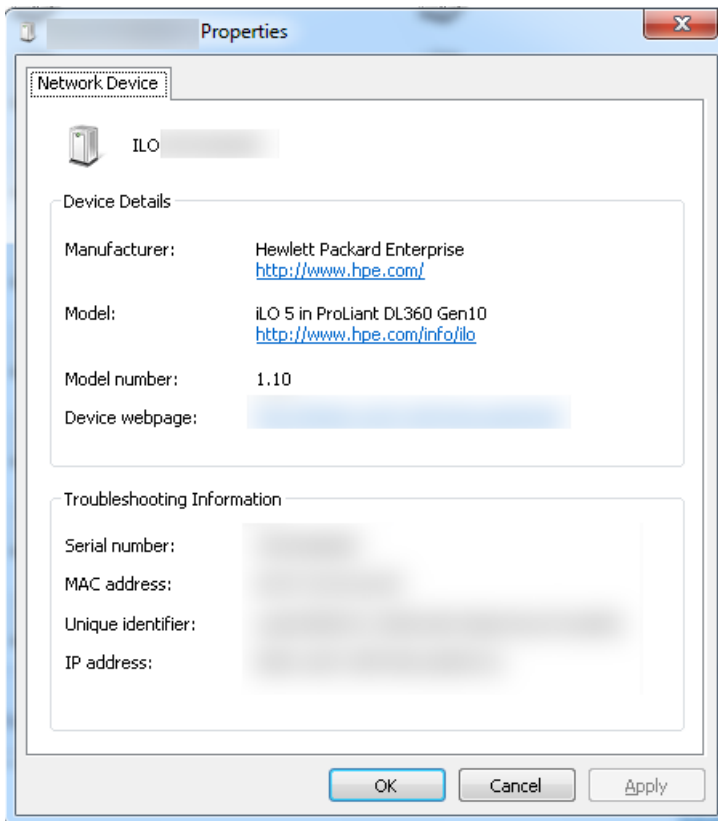 Properties
Network Device
ILO
Device Details
Manufacturer: Hewlett Packard Enterprise
http://www.hpe.com/
Model: iLO 5 in ProLiant DL360 Gen10
http://www.hpe.com/info/ilo
Model number: 1.10
Device webpage:
Troubleshooting Information
Serial number:
MAC address:
Unique identifier:
IP address:
OK Cancel Apply